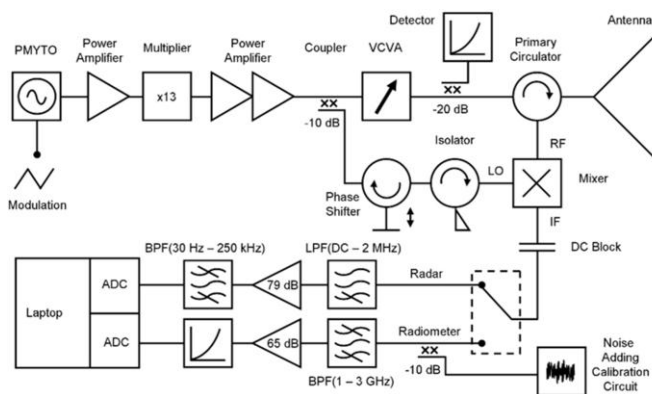 Detector
Antenna
PMYTO
Power
Amplifier
Multiplier
Power
Amplifier
Coupler
VCVA
Primary
Circulator
x13
-10 dB
-20 dB
Isolator
RF
LO
Mixer
Modulation
Phase
Shifter
IF
DC Block
BPF(30 Hz – 250 kHz)
LPF(DC – 2 MHz)
Radar
ADC
79 dB
Laptop
ADC
65 dB
Radiometer
BPF(1 – 3 GHz)
-10 dB
Noise
Adding
Calibration
Circuit